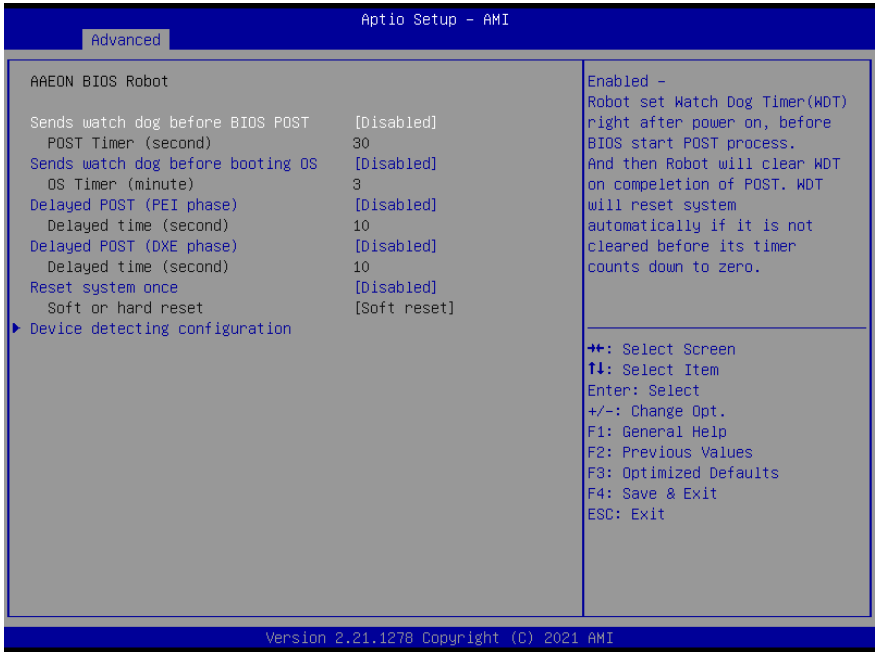 Aptio Setup – AMI
Advanced
AAEON BIOS Robot
Sends watch dog before BIOS POST [Disabled]
POST Timer (second) 30
Sends watch dog before booting OS [Disabled]
OS Timer (minute) 3
Delayed POST (PEI phase) [Disabled]
Delayed time (second) 10
Delayed POST (DXE phase) [Disabled]
Delayed time (second) 10
Reset system once [Disabled]
Soft or hard reset [Soft reset]
Device detecting configuration
Enabled –
Robot set Watch Dog Timer(WDT)
right after power on, before
BIOS start POST process.
And then Robot will clear WDT
on compeletion of POST. WDT
will reset system
automatically if it is not
cleared before its timer
counts down to zero.
→←: Select Screen
↑↓: Select Item
Enter: Select
+/-: Change Opt.
F1: General Help
F2: Previous Values
F3: Optimized Defaults
F4: Save & Exit
ESC: Exit
Version 2.21.1278 Copyright (C) 2021 AMI